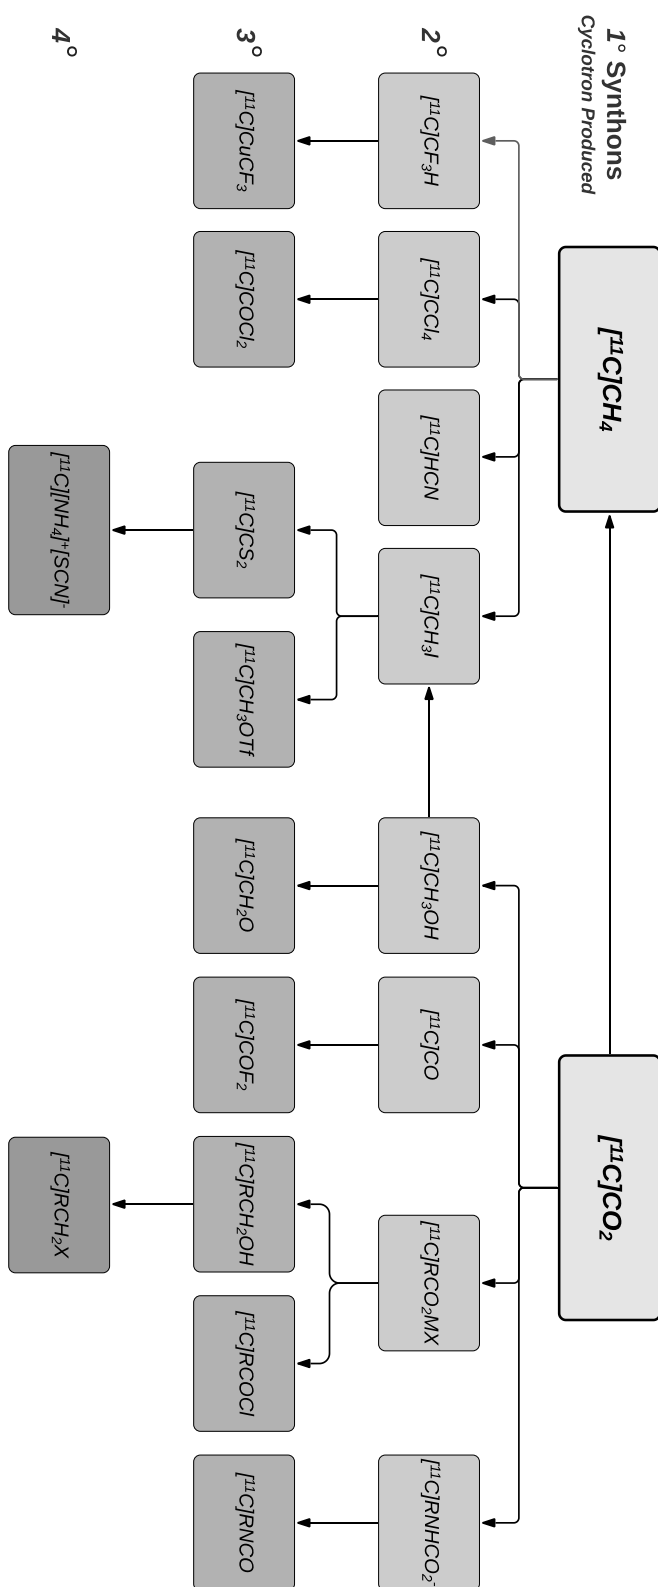 1° Synthons
Cyclotron Produced
[¹¹C]CH₄
[¹¹C]CO₂
2°
[¹¹C]CF₃H
[¹¹C]CCl₄
[¹¹C]HCN
[¹¹C]CH₃I
[¹¹C]CH₃OH
[¹¹C]CO
[¹¹C]RCO₂MX
[¹¹C]RNHCO₂⁻
3°
[¹¹C]CuCF₃
[¹¹C]COCl₂
[¹¹C]CS₂
[¹¹C]CH₃OTf
[¹¹C]CH₂O
[¹¹C]COF₂
[¹¹C]RCH₂OH
[¹¹C]RCOCl
[¹¹C]RNCO
4°
[¹¹C][NH₄]⁺[SCN]⁻
[¹¹C]RCH₂X